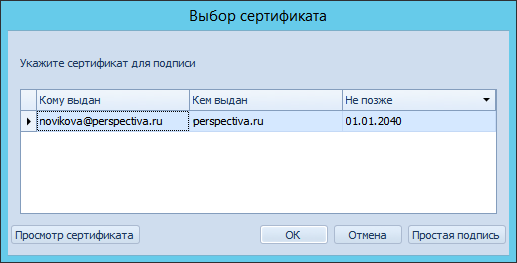 Выбор сертификата
Укажите сертификат для подписи
Кому выдан Кем выдан Не позже
novikova@perspectiva.ru perspectiva.ru 01.01.2040
Просмотр сертификата ОК Отмена Простая подпись